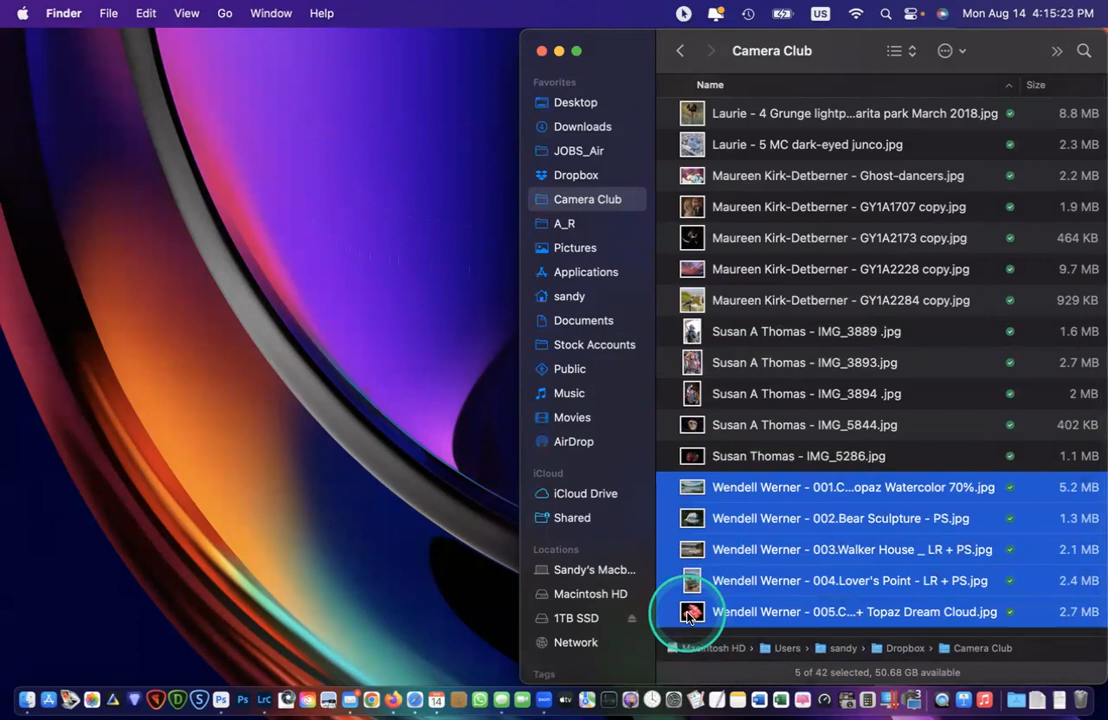 Finder File Edit View Go Window Help US Mon Aug 14 4:15:23 PM
Camera Club
Favorites
Desktop
Downloads
JOBS_Air
Dropbox
Camera Club
A_R
Pictures
Applications
sandy
Documents
Stock Accounts
Public
Music
Movies
AirDrop
iCloud
iCloud Drive
Shared
Locations
Sandy's Macb...
Macintosh HD
1TB SSD
Network
Tags
Name Size
Laurie - 4 Grunge lightp...arita park March 2018.jpg 8.8 MB
Laurie - 5 MC dark-eyed junco.jpg 2.3 MB
Maureen Kirk-Detberner - Ghost-dancers.jpg 2.2 MB
Maureen Kirk-Detberner - GY1A1707 copy.jpg 1.9 MB
Maureen Kirk-Detberner - GY1A2173 copy.jpg 464 KB
Maureen Kirk-Detberner - GY1A2228 copy.jpg 9.7 MB
Maureen Kirk-Detberner - GY1A2284 copy.jpg 929 KB
Susan A Thomas - IMG_3889 .jpg 1.6 MB
Susan A Thomas - IMG_3893.jpg 2.7 MB
Susan A Thomas - IMG_3894 .jpg 2 MB
Susan A Thomas - IMG_5844.jpg 402 KB
Susan Thomas - IMG_5286.jpg 1.1 MB
Wendell Werner - 001.C...opaz Watercolor 70%.jpg 5.2 MB
Wendell Werner - 002.Bear Sculpture - PS.jpg 1.3 MB
Wendell Werner - 003.Walker House _ LR + PS.jpg 2.1 MB
Wendell Werner - 004.Lover's Point - LR + PS.jpg 2.4 MB
Wendell Werner - 005.C...+ Topaz Dream Cloud.jpg 2.7 MB
Macintosh HD › Users › sandy › Dropbox › Camera Club
5 of 42 selected, 50.68 GB available
Ps Ps LrC 14